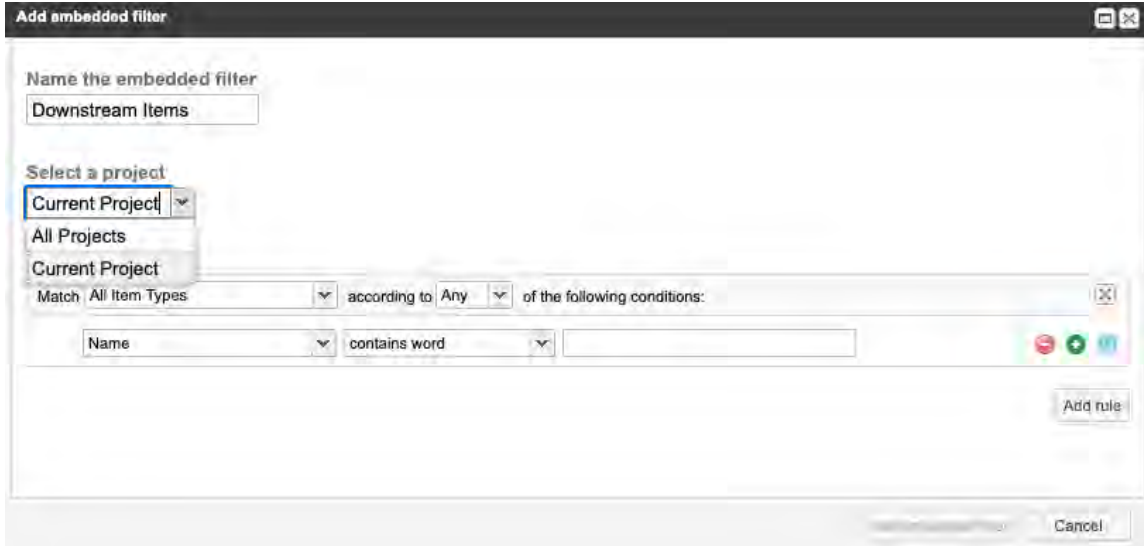 Add embedded filter
Name the embedded filter
Downstream Items
Select a project
Current Project
All Projects
Current Project
Match All Item Types according to Any of the following conditions:
Name contains word
Add rule
Cancel